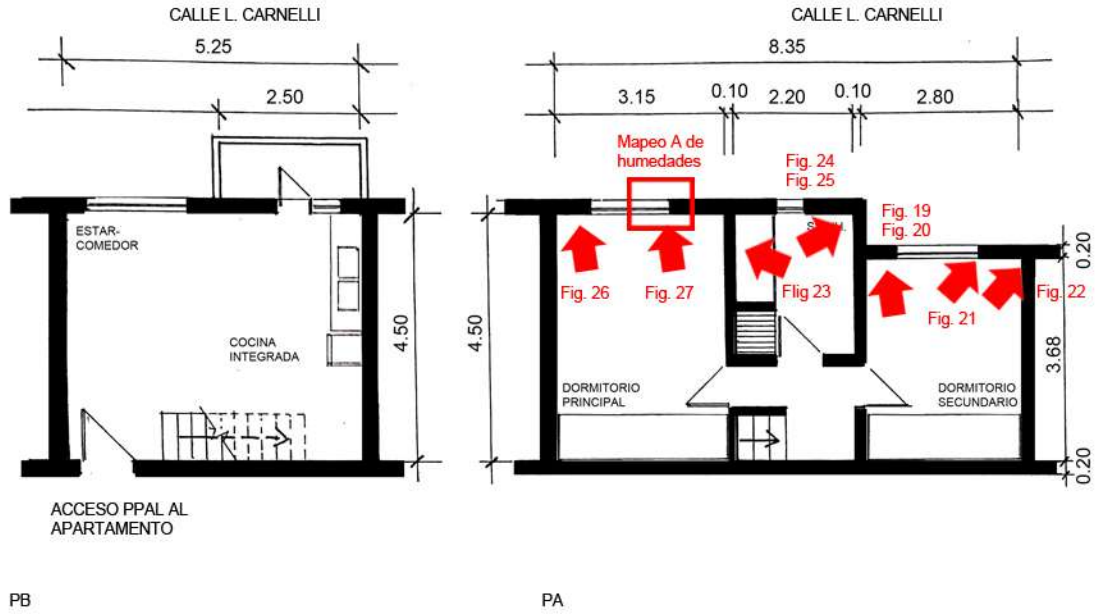 CALLE L. CARNELLI
5.25
2.50
ESTAR-
COMEDOR
COCINA
INTEGRADA
4.50
ACCESO PPAL AL
APARTAMENTO
PB
CALLE L. CARNELLI
8.35
3.15
0.10
2.20
0.10
2.80
Mapeo A de
humedades
Fig. 24
Fig. 25
Fig. 19
Fig. 20
Fig. 26
Fig. 27
Flig 23
Fig. 21
Fig. 22
0.20
4.50
3.68
DORMITORIO
PRINCIPAL
DORMITORIO
SECUNDARIO
0.20
PA